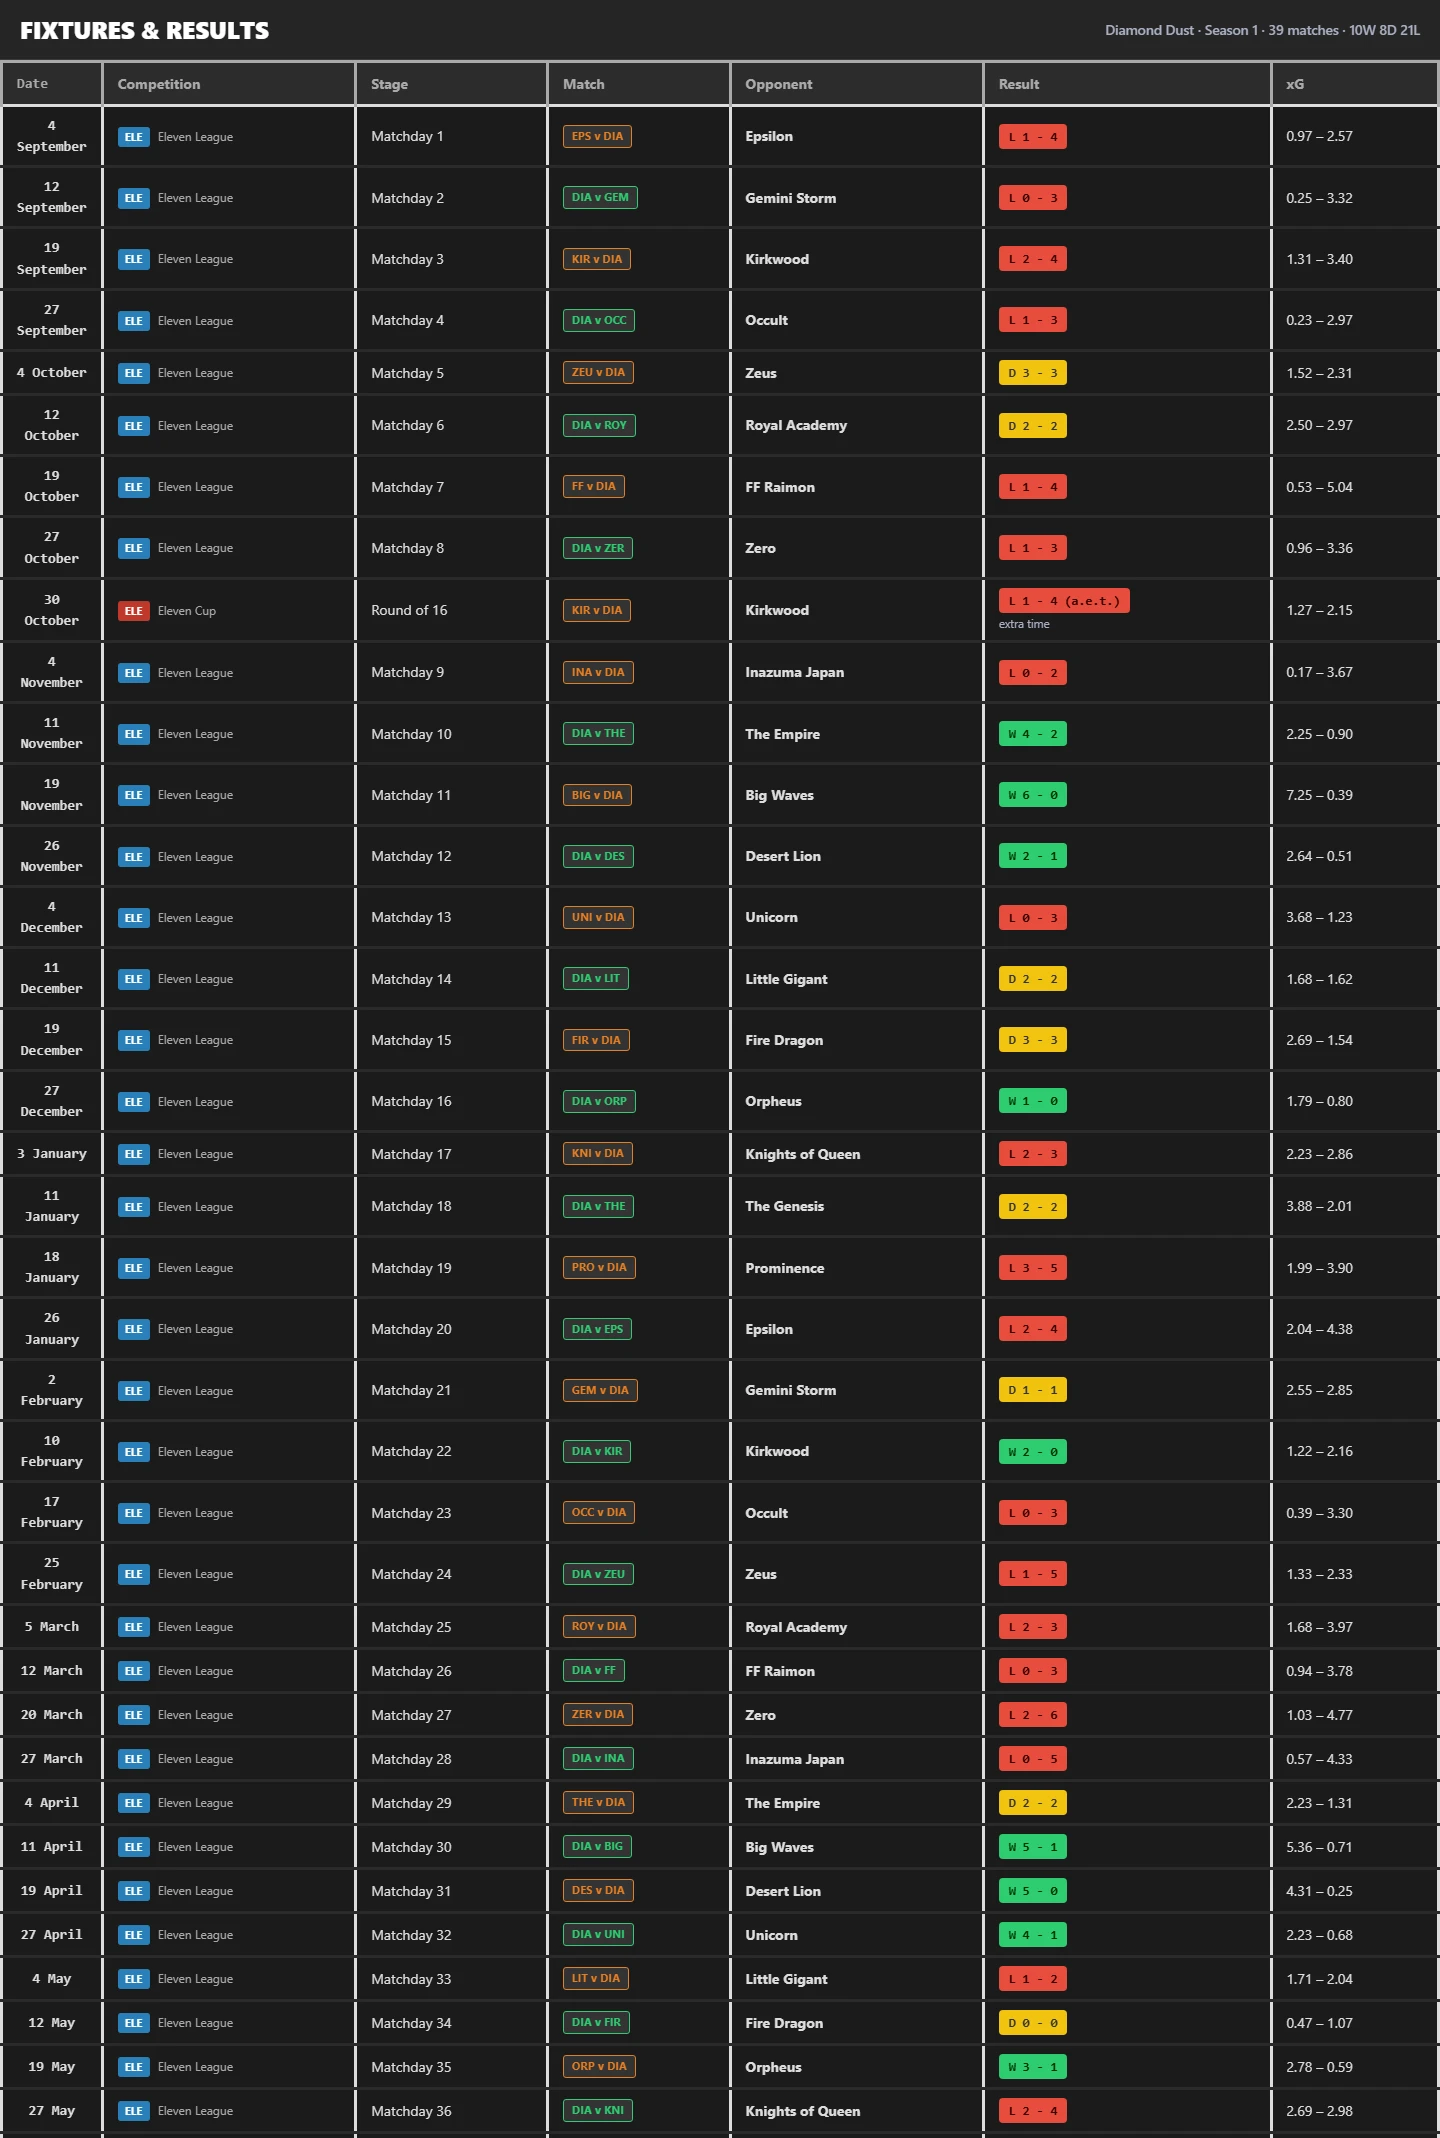 FIXTURES & RESULTS
Diamond Dust · Season 1 · 39 matches · 10W 8D 21L
Date Competition Stage Match Opponent Result xG
4 September ELE Eleven League Matchday 1 EPS v DIA Epsilon L 1 - 4 0.97 – 2.57
12 September ELE Eleven League Matchday 2 DIA v GEM Gemini Storm L 0 - 3 0.25 – 3.32
19 September ELE Eleven League Matchday 3 KIR v DIA Kirkwood L 2 - 4 1.31 – 3.40
27 September ELE Eleven League Matchday 4 DIA v OCC Occult L 1 - 3 0.23 – 2.97
4 October ELE Eleven League Matchday 5 ZEU v DIA Zeus D 3 - 3 1.52 – 2.31
12 October ELE Eleven League Matchday 6 DIA v ROY Royal Academy D 2 - 2 2.50 – 2.97
19 October ELE Eleven League Matchday 7 FF v DIA FF Raimon L 1 - 4 0.53 – 5.04
27 October ELE Eleven League Matchday 8 DIA v ZER Zero L 1 - 3 0.96 – 3.36
30 October ELE Eleven Cup Round of 16 KIR v DIA Kirkwood L 1 - 4 (a.e.t.) extra time 1.27 – 2.15
4 November ELE Eleven League Matchday 9 INA v DIA Inazuma Japan L 0 - 2 0.17 – 3.67
11 November ELE Eleven League Matchday 10 DIA v THE The Empire W 4 - 2 2.25 – 0.90
19 November ELE Eleven League Matchday 11 BIG v DIA Big Waves W 6 - 0 7.25 – 0.39
26 November ELE Eleven League Matchday 12 DIA v DES Desert Lion W 2 - 1 2.64 – 0.51
4 December ELE Eleven League Matchday 13 UNI v DIA Unicorn L 0 - 3 3.68 – 1.23
11 December ELE Eleven League Matchday 14 DIA v LIT Little Gigant D 2 - 2 1.68 – 1.62
19 December ELE Eleven League Matchday 15 FIR v DIA Fire Dragon D 3 - 3 2.69 – 1.54
27 December ELE Eleven League Matchday 16 DIA v ORP Orpheus W 1 - 0 1.79 – 0.80
3 January ELE Eleven League Matchday 17 KNI v DIA Knights of Queen L 2 - 3 2.23 – 2.86
11 January ELE Eleven League Matchday 18 DIA v THE The Genesis D 2 - 2 3.88 – 2.01
18 January ELE Eleven League Matchday 19 PRO v DIA Prominence L 3 - 5 1.99 – 3.90
26 January ELE Eleven League Matchday 20 DIA v EPS Epsilon L 2 - 4 2.04 – 4.38
2 February ELE Eleven League Matchday 21 GEM v DIA Gemini Storm D 1 - 1 2.55 – 2.85
10 February ELE Eleven League Matchday 22 DIA v KIR Kirkwood W 2 - 0 1.22 – 2.16
17 February ELE Eleven League Matchday 23 OCC v DIA Occult L 0 - 3 0.39 – 3.30
25 February ELE Eleven League Matchday 24 DIA v ZEU Zeus L 1 - 5 1.33 – 2.33
5 March ELE Eleven League Matchday 25 ROY v DIA Royal Academy L 2 - 3 1.68 – 3.97
12 March ELE Eleven League Matchday 26 DIA v FF FF Raimon L 0 - 3 0.94 – 3.78
20 March ELE Eleven League Matchday 27 ZER v DIA Zero L 2 - 6 1.03 – 4.77
27 March ELE Eleven League Matchday 28 DIA v INA Inazuma Japan L 0 - 5 0.57 – 4.33
4 April ELE Eleven League Matchday 29 THE v DIA The Empire D 2 - 2 2.23 – 1.31
11 April ELE Eleven League Matchday 30 DIA v BIG Big Waves W 5 - 1 5.36 – 0.71
19 April ELE Eleven League Matchday 31 DES v DIA Desert Lion W 5 - 0 4.31 – 0.25
27 April ELE Eleven League Matchday 32 DIA v UNI Unicorn W 4 - 1 2.23 – 0.68
4 May ELE Eleven League Matchday 33 LIT v DIA Little Gigant L 1 - 2 1.71 – 2.04
12 May ELE Eleven League Matchday 34 DIA v FIR Fire Dragon D 0 - 0 0.47 – 1.07
19 May ELE Eleven League Matchday 35 ORP v DIA Orpheus W 3 - 1 2.78 – 0.59
27 May ELE Eleven League Matchday 36 DIA v KNI Knights of Queen L 2 - 4 2.69 – 2.98